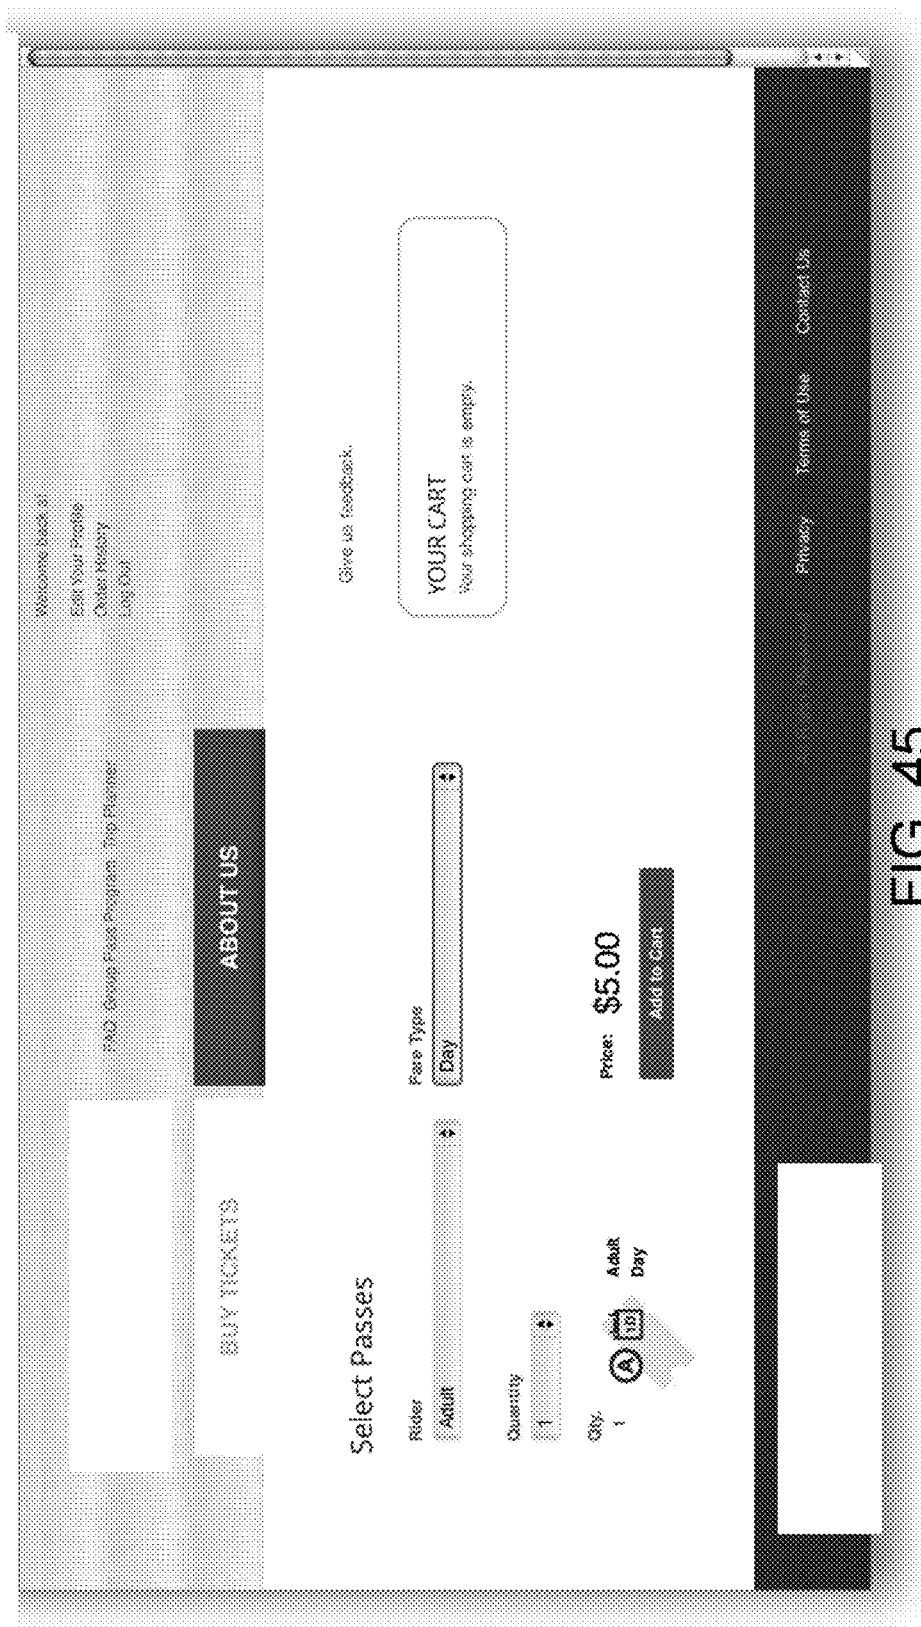 Welcome back s!
Edit Your Profile
Order History
Log Out
FAQ Group Pass Program Trip Planner
BUY TICKETS
ABOUT US
Select Passes
Give us feedback.
Rider
Fare Type
Adult
Day
YOUR CART
Your shopping cart is empty.
Quantity
1
Qty.
1
A
Adult
Day
Price: $5.00
Add to Cart
Privacy Terms of Use Contact Us
FIG. 45